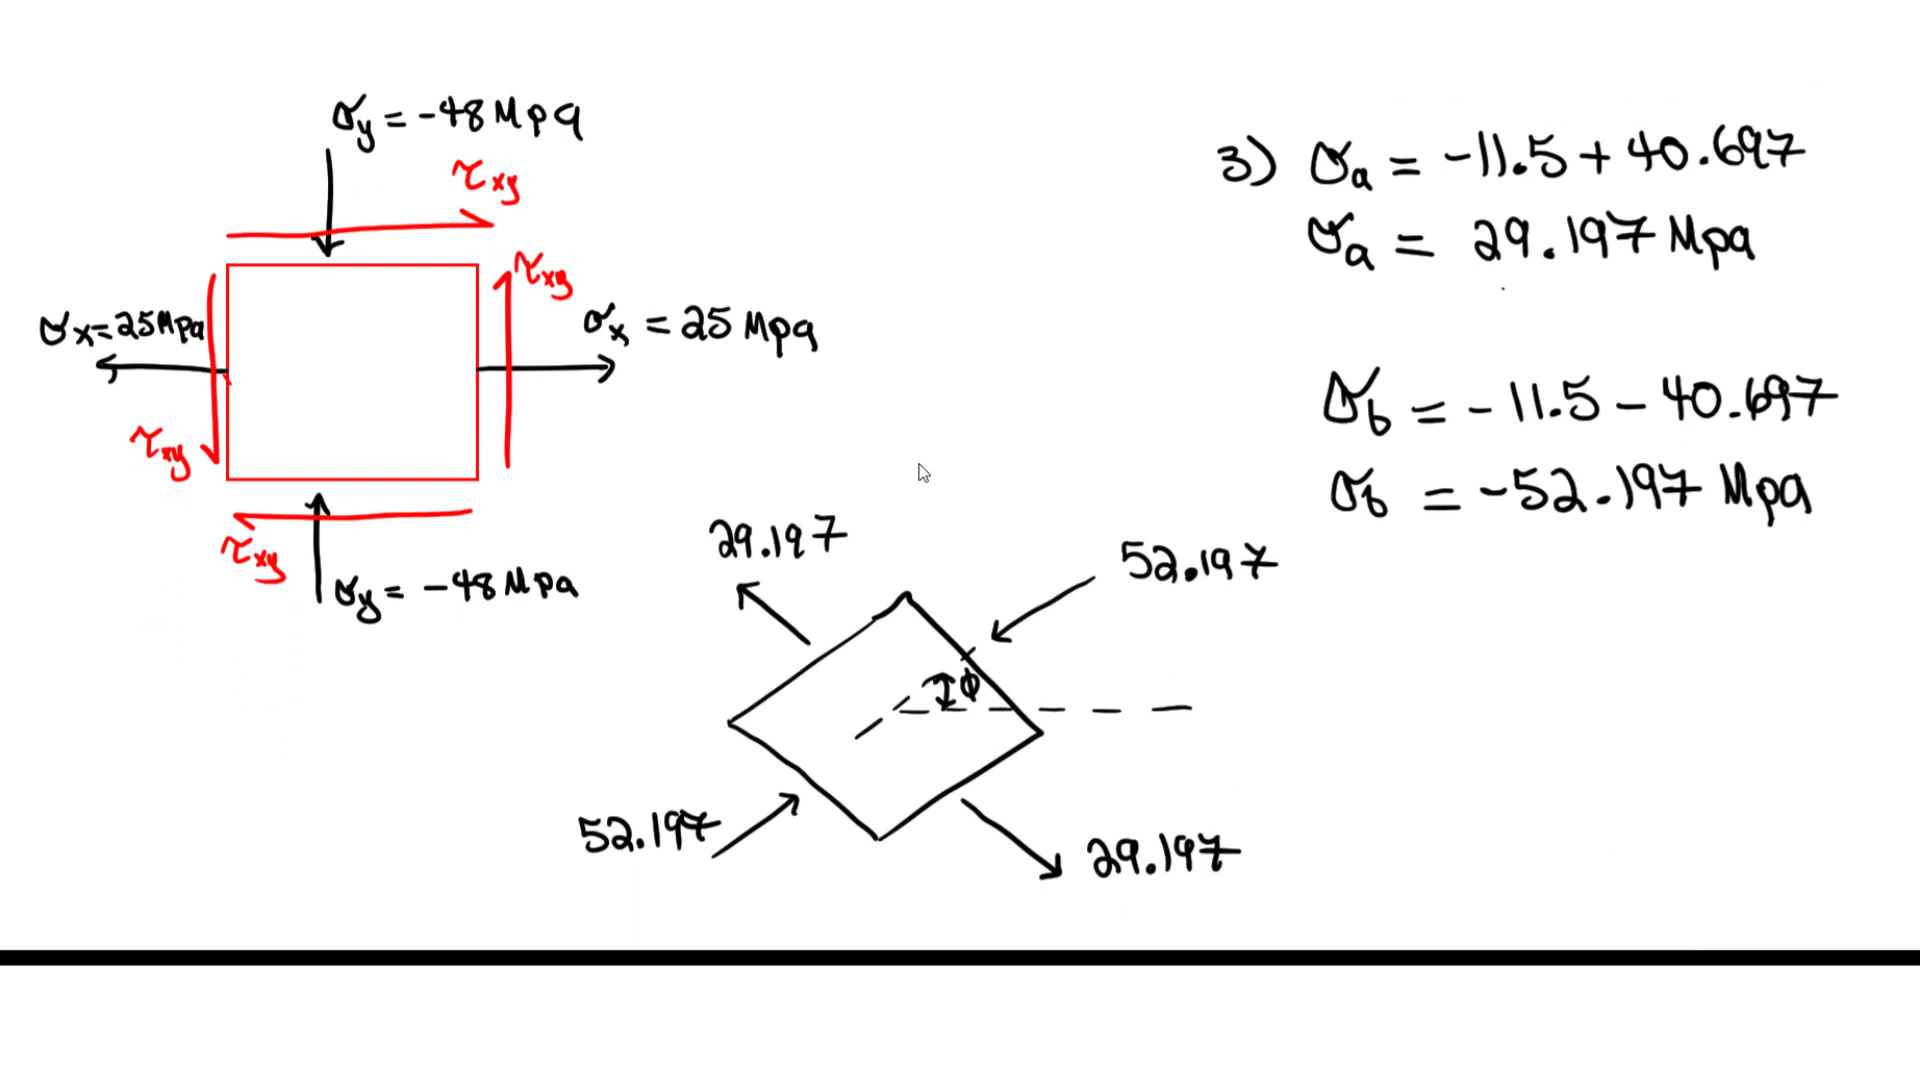 σy = -48 Mpa
τxy
τxy
σx=25Mpa
σx = 25 Mpa
τxy
τxy
σy = -48 Mpa
3) σa = -11.5 + 40.697
σa = 29.197 Mpa
σb = -11.5 - 40.697
σb = -52.197 Mpa
29.197
52.197
ϕ
52.197
29.197